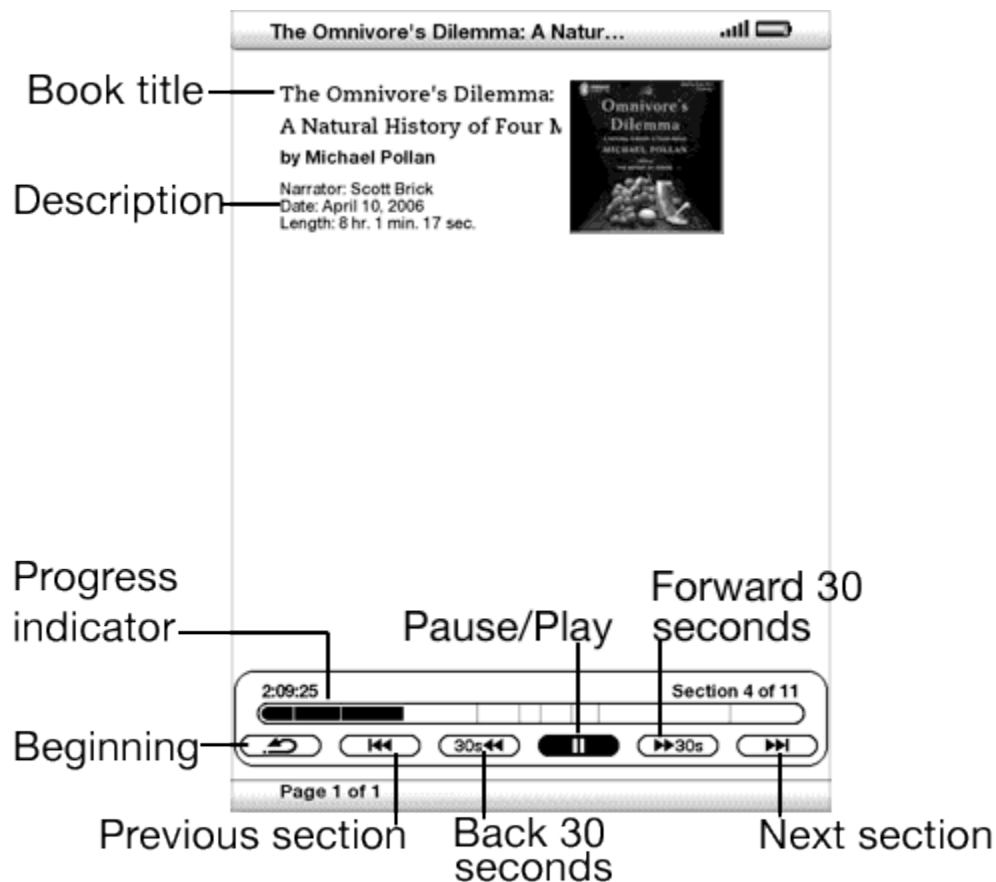 The Omnivore's Dilemma: A Natur...
Book title
The Omnivore's Dilemma:
A Natural History of Four M
by Michael Pollan
Omnivore's
Dilemma
MICHAEL POLLAN
Description
Narrator: Scott Brick
Date: April 10, 2006
Length: 8 hr. 1 min. 17 sec.
Progress
indicator
Pause/Play
Forward 30
seconds
2:09:25
Section 4 of 11
Beginning
30s
30s
Page 1 of 1
Previous section
Back 30
seconds
Next section